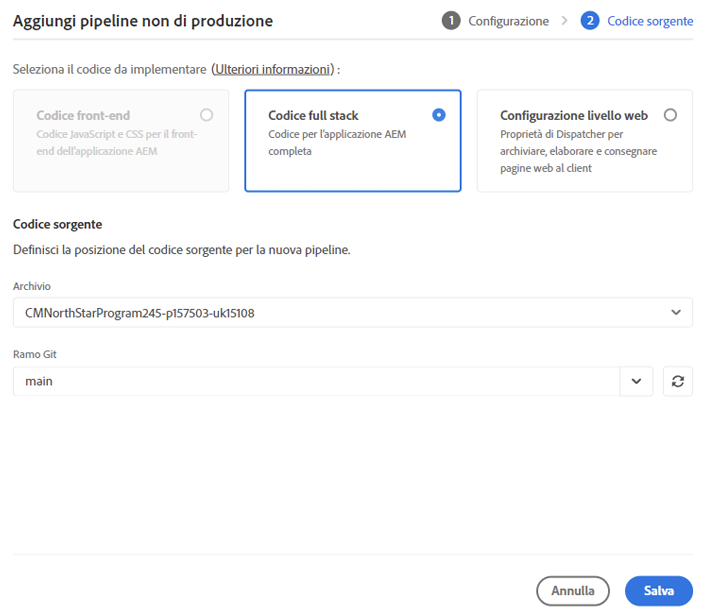 Aggiungi pipeline non di produzione
1 Configurazione > 2 Codice sorgente
Seleziona il codice da implementare (Ulteriori informazioni) :
Codice front-end
Codice JavaScript e CSS per il front-
end dell'applicazione AEM
Codice full stack
Codice per l'applicazione AEM
completa
Configurazione livello web
Proprietà di Dispatcher per
archiviare, elaborare e consegnare
pagine web al client
Codice sorgente
Definisci la posizione del codice sorgente per la nuova pipeline.
Archivio
CMNorthStarProgram245-p157503-uk15108
Ramo Git
main
Annulla
Salva